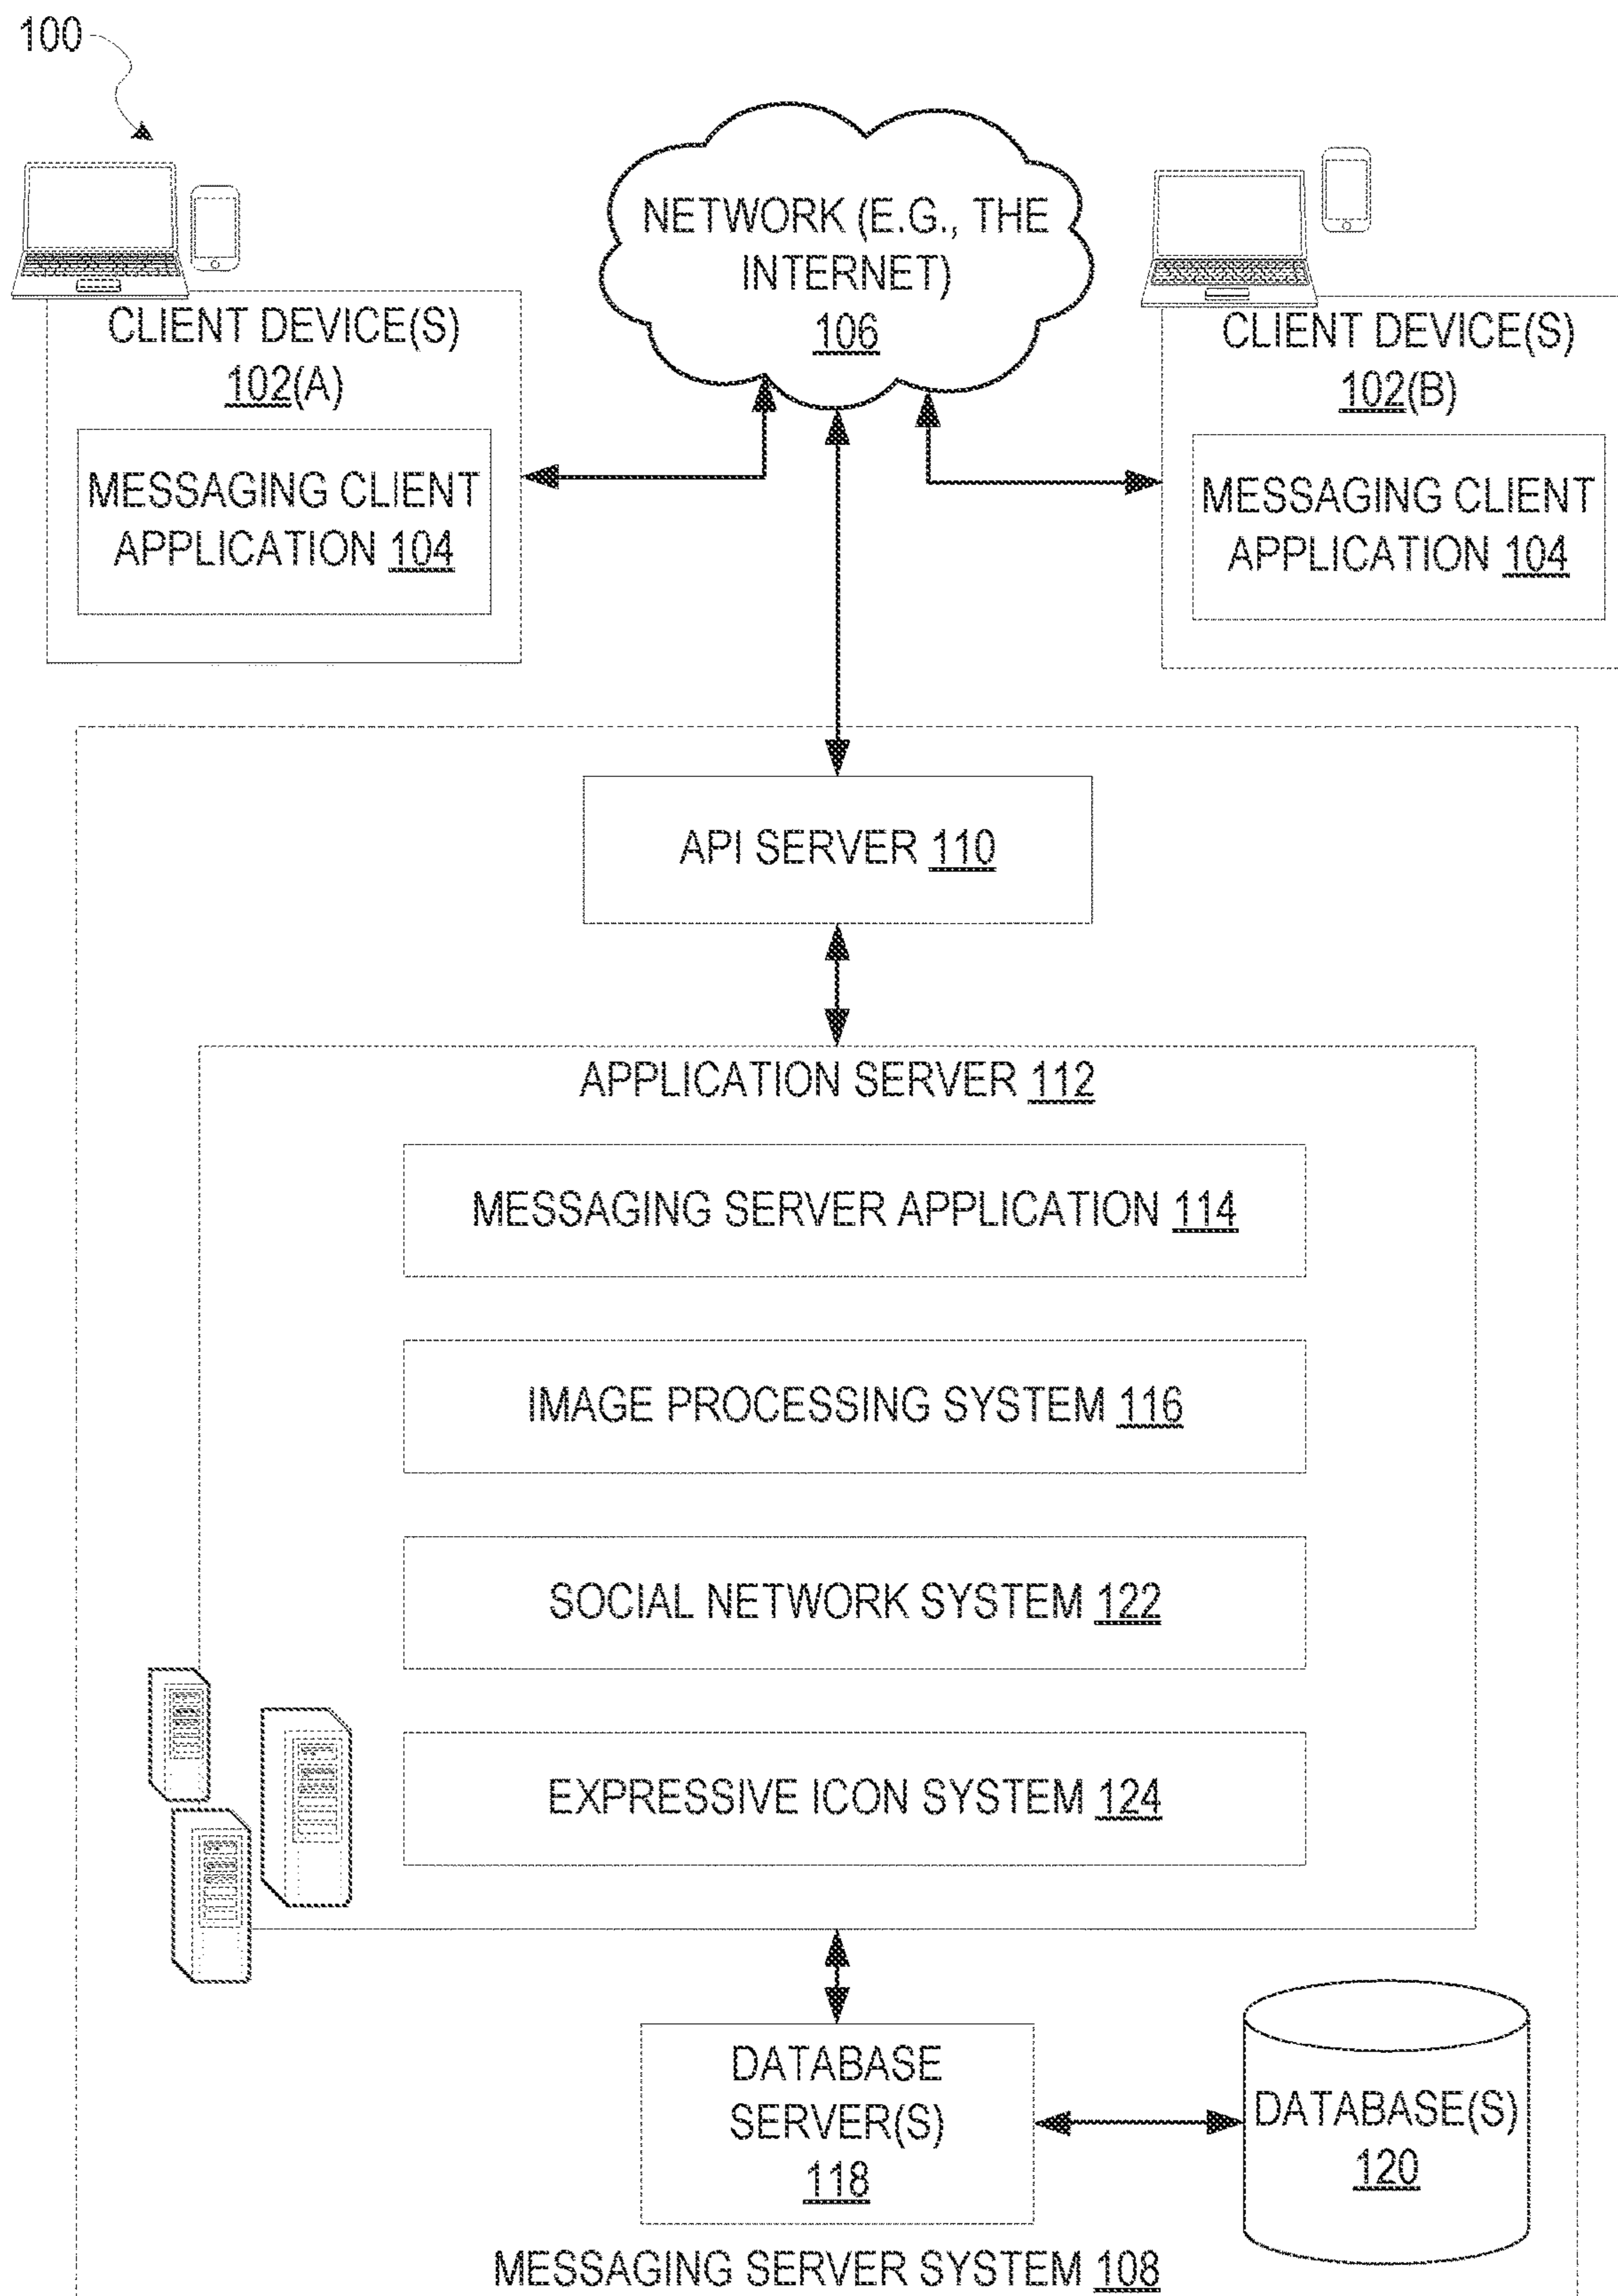 100
NETWORK (E.G., THE
INTERNET)
106
CLIENT DEVICE(S)
102(A)
MESSAGING CLIENT
APPLICATION 104
CLIENT DEVICE(S)
102(B)
MESSAGING CLIENT
APPLICATION 104
API SERVER 110
APPLICATION SERVER 112
MESSAGING SERVER APPLICATION 114
IMAGE PROCESSING SYSTEM 116
SOCIAL NETWORK SYSTEM 122
EXPRESSIVE ICON SYSTEM 124
DATABASE
SERVER(S)
118
DATABASE(S)
120
MESSAGING SERVER SYSTEM 108